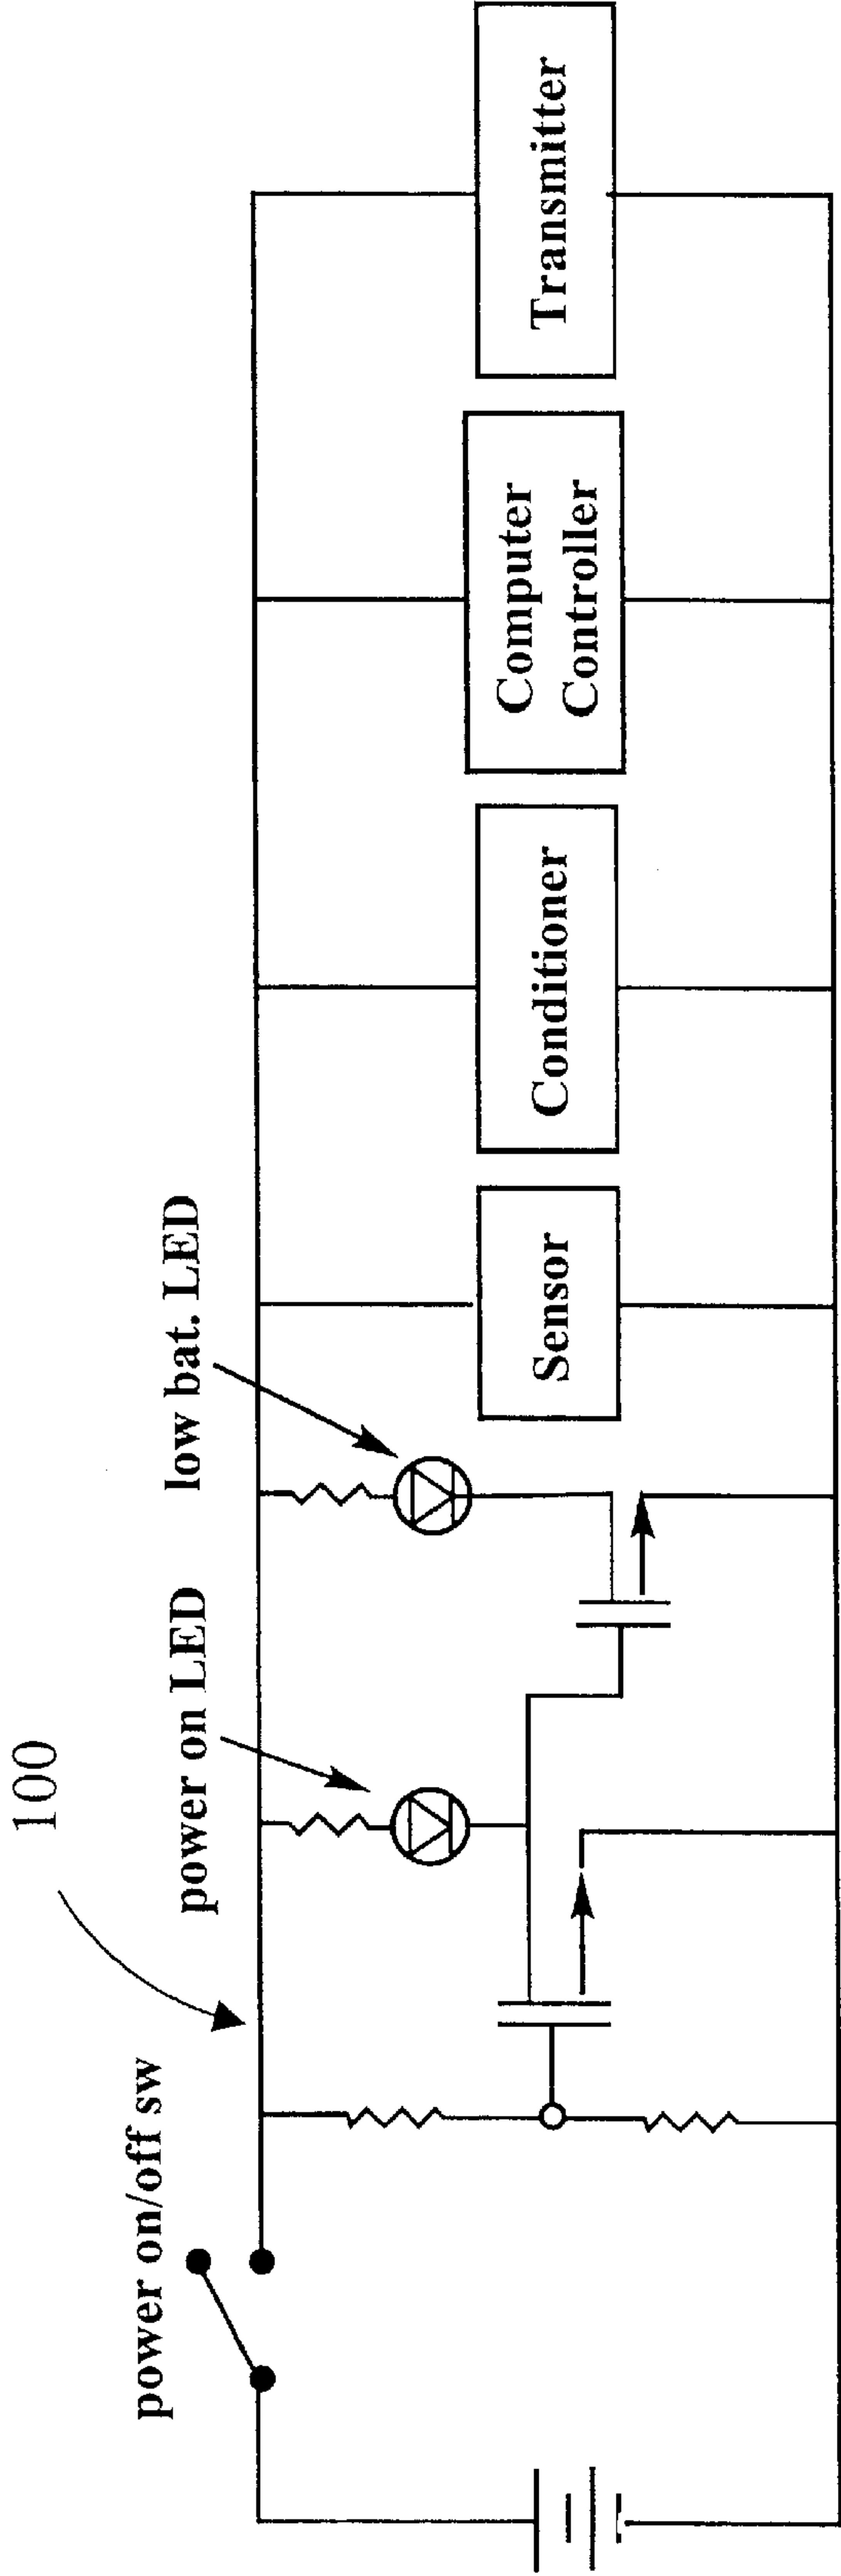 100
power on/off sw
power on LED
low bat. LED
Sensor
Conditioner
Computer
Controller
Transmitter